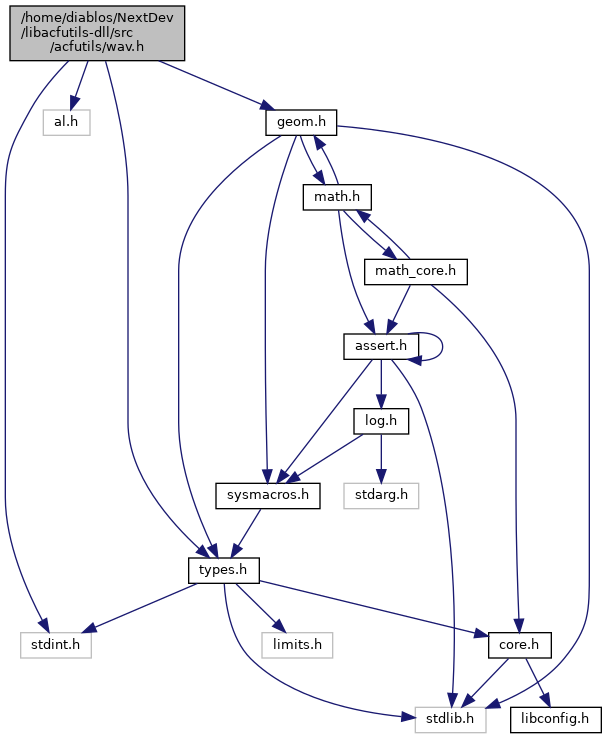 /home/diablos/NextDev
/libacfutils-dll/src
/acfutils/wav.h
al.h
geom.h
math.h
math_core.h
assert.h
log.h
sysmacros.h
stdarg.h
types.h
stdint.h
limits.h
core.h
stdlib.h
libconfig.h